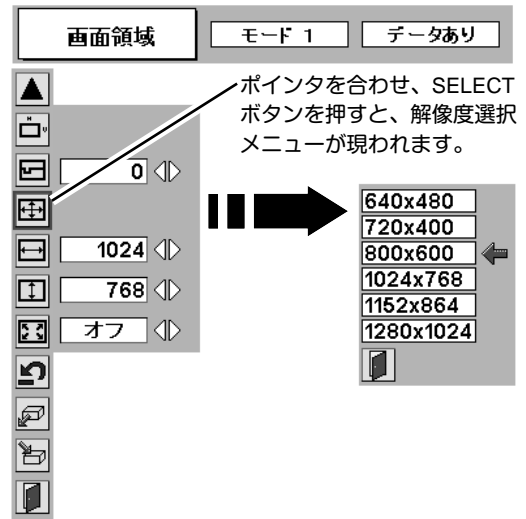 画面領域
モード 1
データあり
ポインタを合わせ、SELECT
ボタンを押すと、解像度選択
メニューが現われます。
H
V
0
1024
768
オフ
640x480
720x400
800x600
1024x768
1152x864
1280x1024